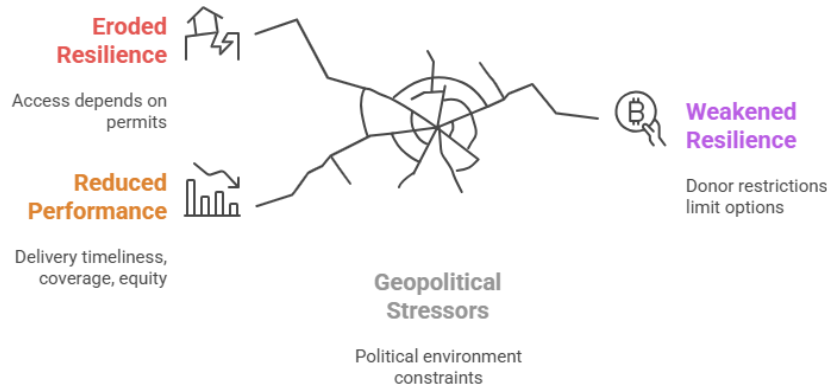 Eroded
Resilience
Access depends on
permits
Reduced
Performance
Delivery timeliness,
coverage, equity
Weakened
Resilience
Donor restrictions
limit options
Geopolitical
Stressors
Political environment
constraints